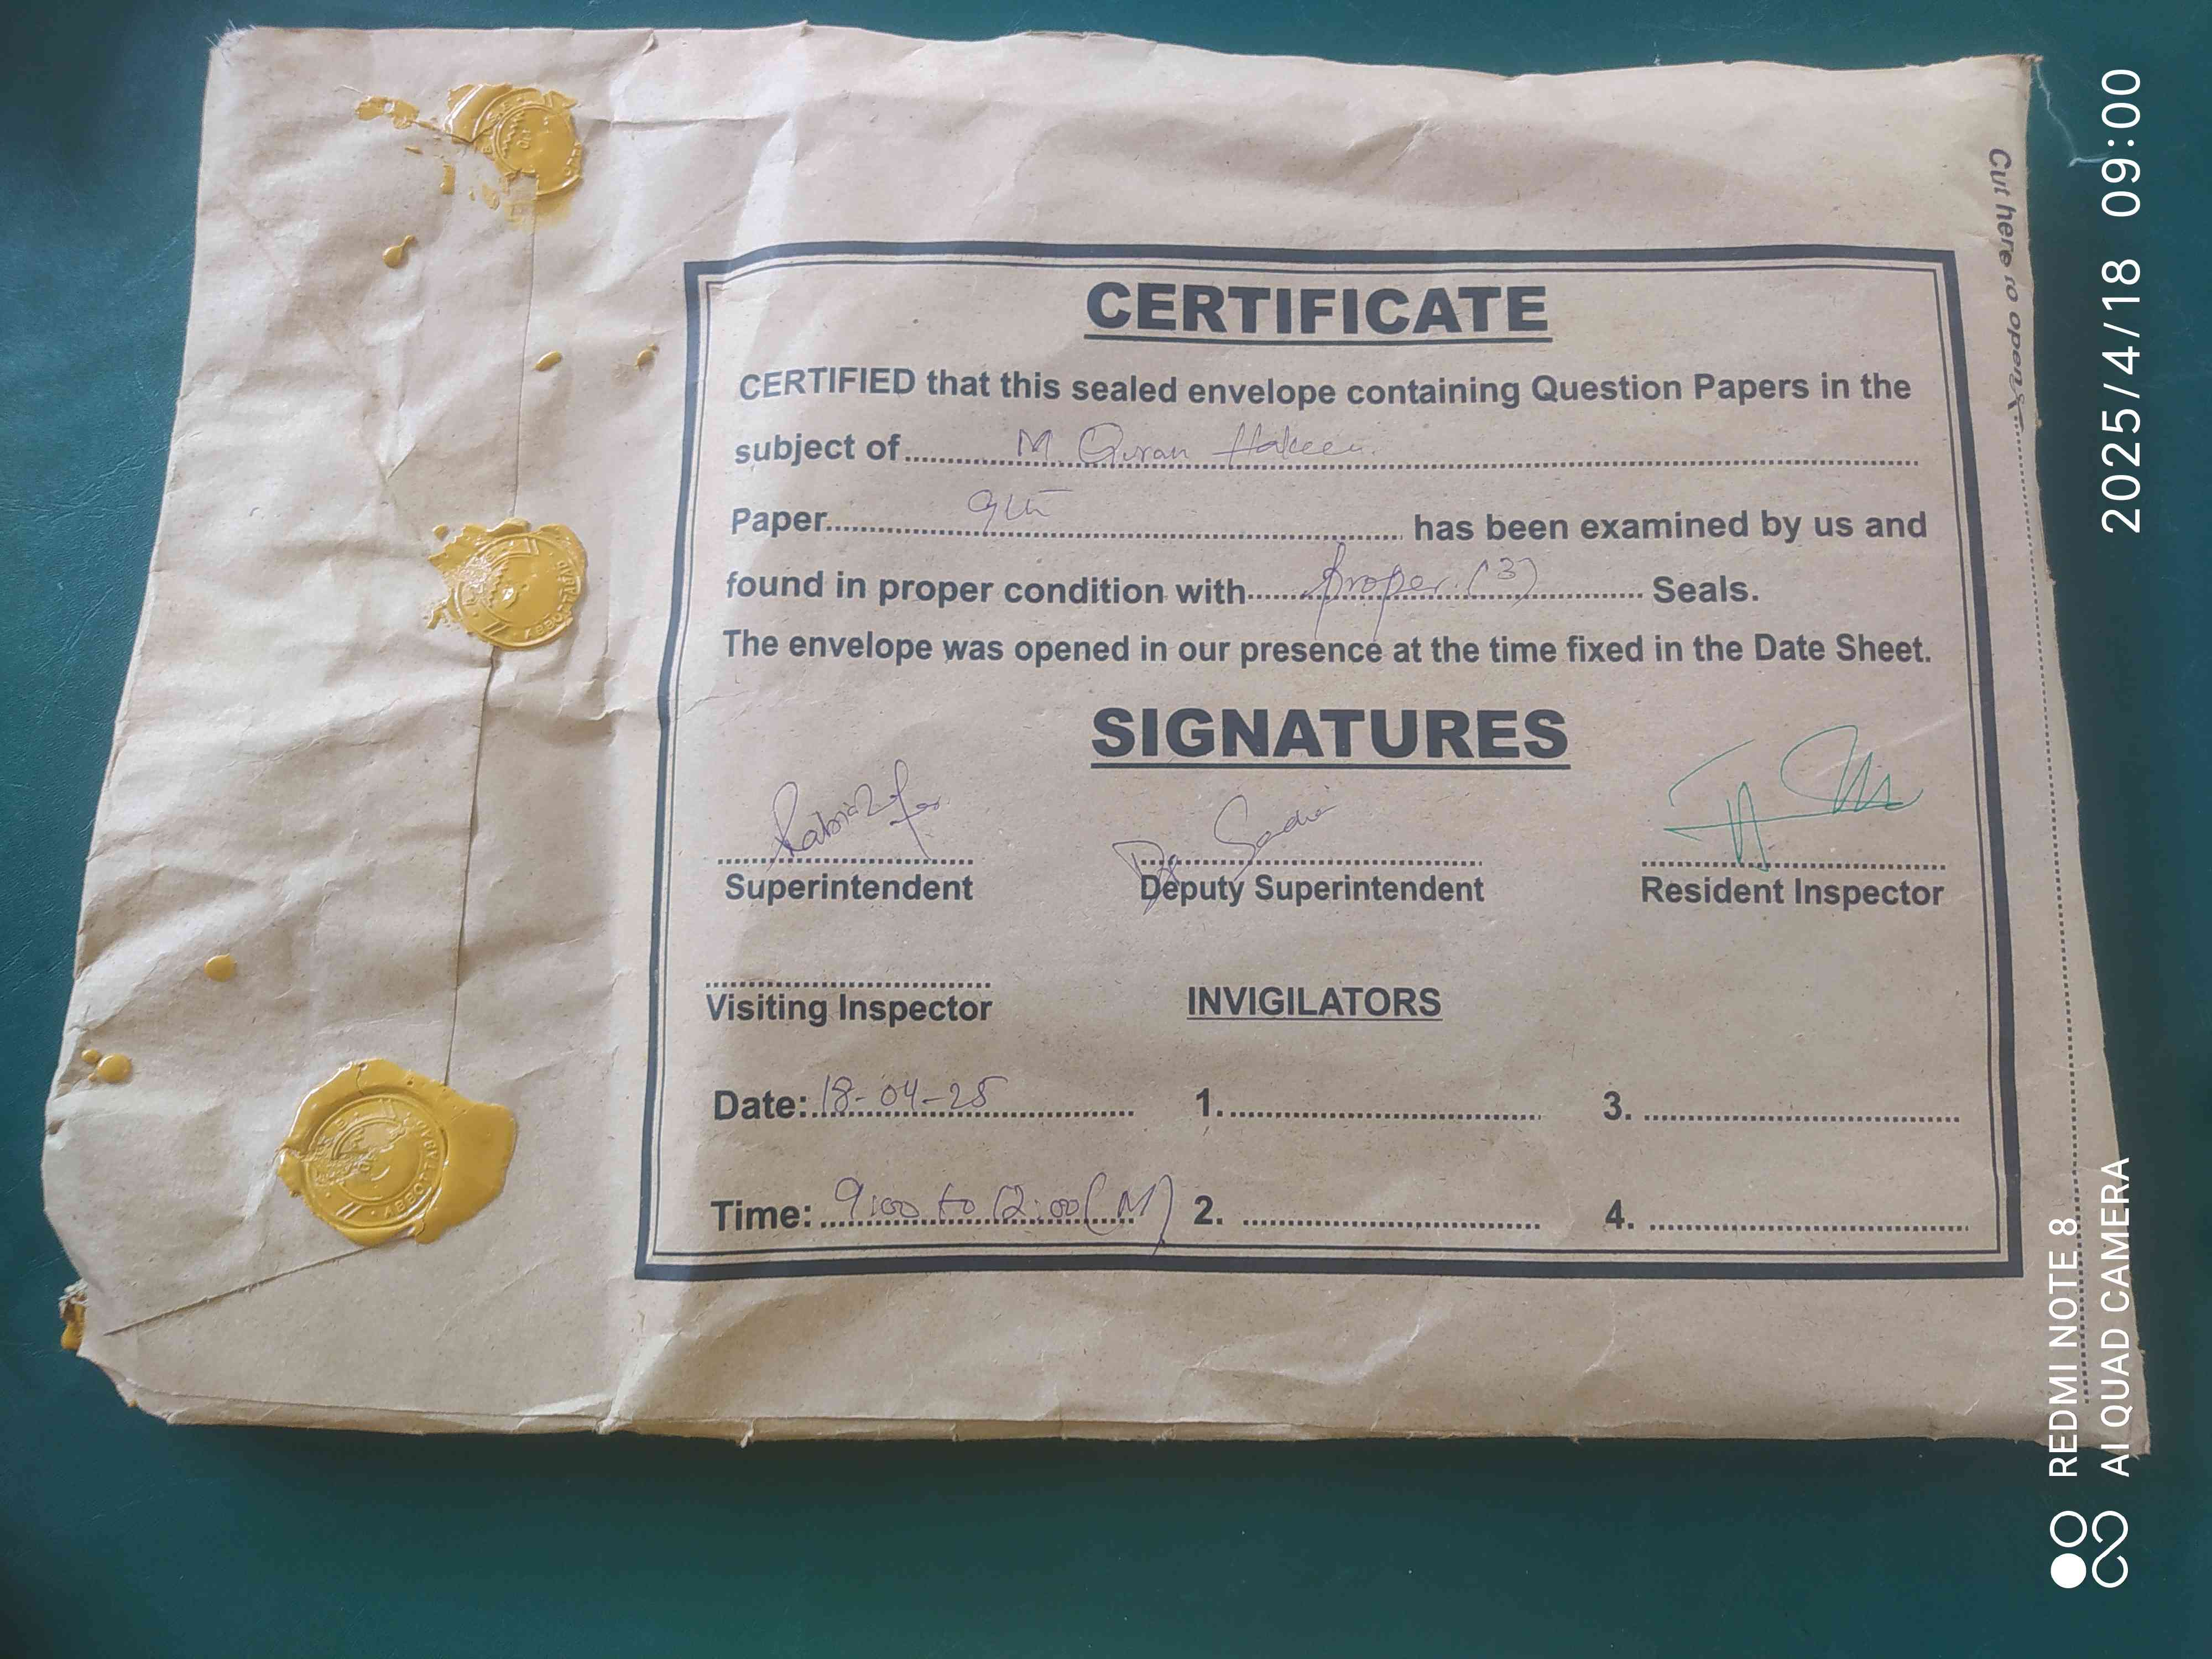 CERTIFICATE
CERTIFIED that this sealed envelope containing Question Papers in the
subject of M Quran Hakeem
Paper 9th has been examined by us and
found in proper condition with proper (3) Seals.
The envelope was opened in our presence at the time fixed in the Date Sheet.
SIGNATURES
Superintendent
Deputy Superintendent
Resident Inspector
Visiting Inspector
INVIGILATORS
Date: 18-04-25 1. 3.
Time: 9:00 to 12:00 (M) 2. 4.
Cut here to open
ABBOTTABAD
ABBOTTABAD
2025/4/18 09:00
REDMI NOTE 8
AI QUAD CAMERA